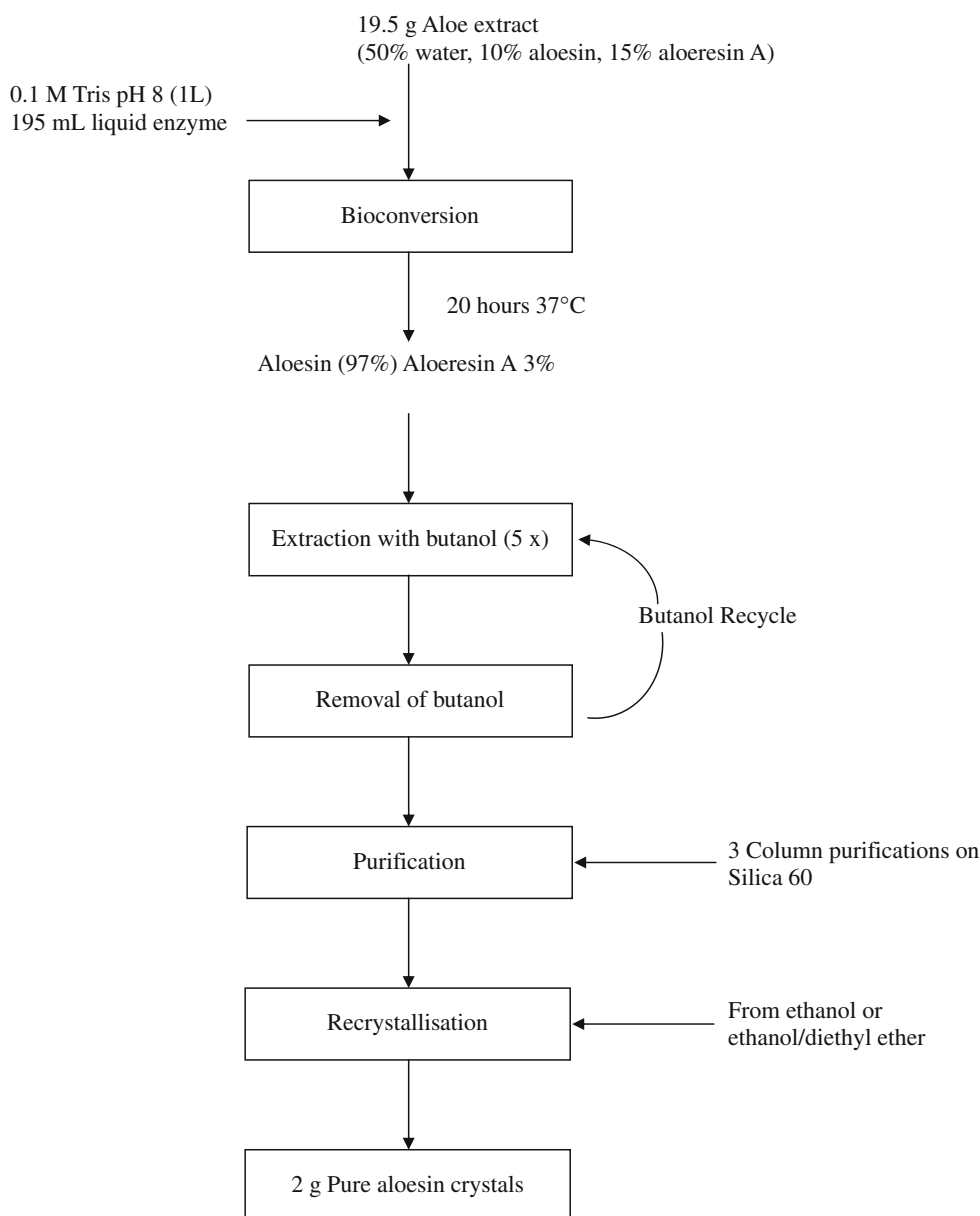 19.5 g Aloe extract
(50% water, 10% aloesin, 15% aloeresin A)
0.1 M Tris pH 8 (1L)
195 mL liquid enzyme
Bioconversion
20 hours 37°C
Aloesin (97%) Aloeresin A 3%
Extraction with butanol (5 x)
Butanol Recycle
Removal of butanol
Purification
3 Column purifications on
Silica 60
Recrystallisation
From ethanol or
ethanol/diethyl ether
2 g Pure aloesin crystals